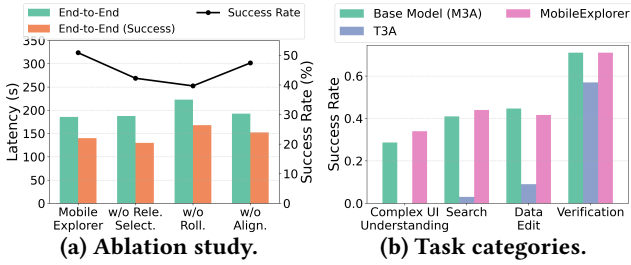 End-to-End
End-to-End (Success)
Success Rate
Latency (s)
350
300
250
200
150
100
50
0
50
40
30
20
10
0
Success Rate (%)
Mobile
Explorer
w/o Rele.
Select.
w/o
Roll.
w/o
Align.
(a) Ablation study.
Base Model (M3A)
T3A
MobileExplorer
Success Rate
0.6
0.4
0.2
0.0
Complex UI
Understanding
Search
Data
Edit
Verification
(b) Task categories.